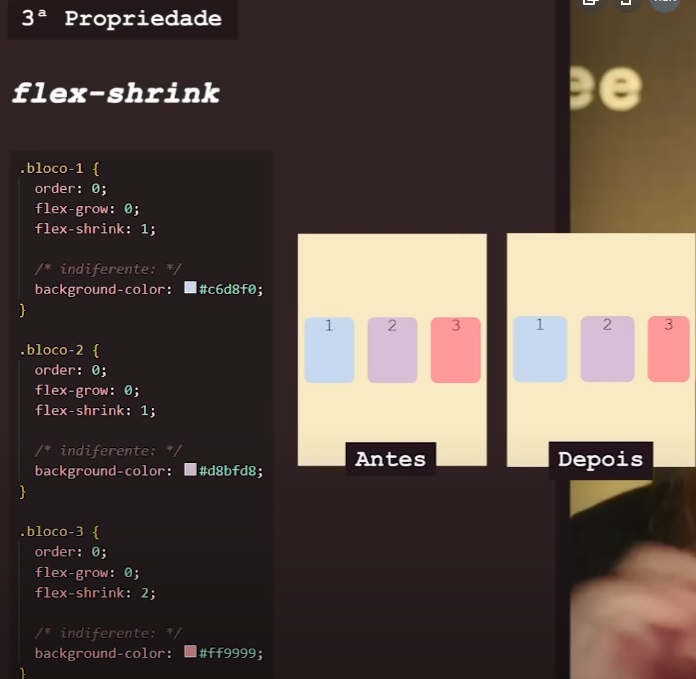 3ª Propriedade
flex-shrink
.bloco-1 {
order: 0;
flex-grow: 0;
flex-shrink: 1;
/* indiferente: */
background-color: #c6d8f0;
}
.bloco-2 {
order: 0;
flex-grow: 0;
flex-shrink: 1;
/* indiferente: */
background-color: #d8bfd8;
}
.bloco-3 {
order: 0;
flex-grow: 0;
flex-shrink: 2;
/* indiferente: */
background-color: #ff9999;
}
1 2 3
Antes
1 2 3
Depois
ee